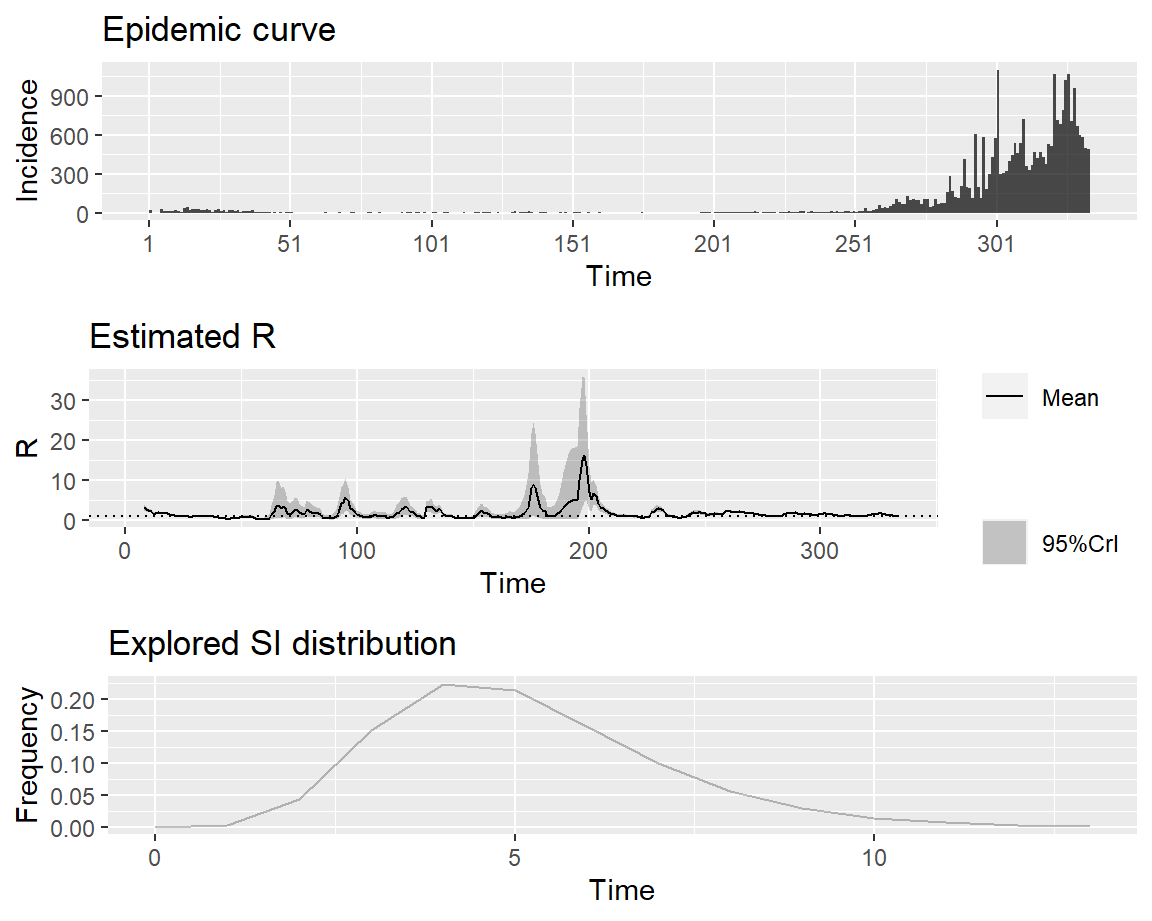 Epidemic curve
Incidence
900
600
300
0
1 51 101 151 201 251 301
Time
Estimated R
R
30
20
10
0
0 100 200 300
Time
Mean
95%CrI
Explored SI distribution
Frequency
0.20
0.15
0.10
0.05
0.00
0 5 10
Time